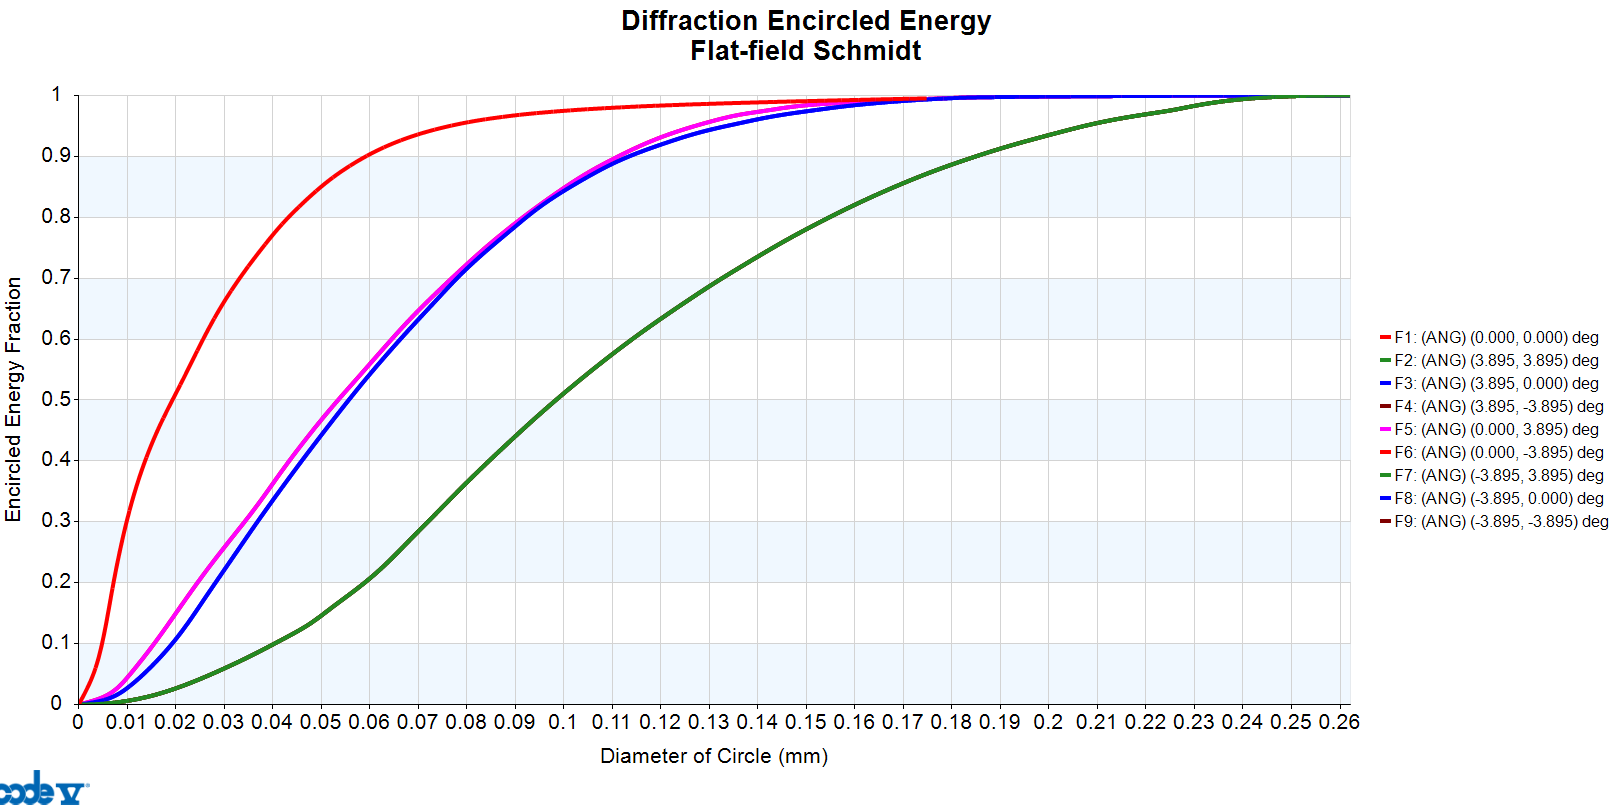 Diffraction Encircled Energy
Flat-field Schmidt
Encircled Energy Fraction
1
0.9
0.8
0.7
0.6
0.5
0.4
0.3
0.2
0.1
0
0 0.01 0.02 0.03 0.04 0.05 0.06 0.07 0.08 0.09 0.1 0.11 0.12 0.13 0.14 0.15 0.16 0.17 0.18 0.19 0.2 0.21 0.22 0.23 0.24 0.25 0.26
Diameter of Circle (mm)
F1: (ANG) (0.000, 0.000) deg
F2: (ANG) (3.895, 3.895) deg
F3: (ANG) (3.895, 0.000) deg
F4: (ANG) (3.895, -3.895) deg
F5: (ANG) (0.000, 3.895) deg
F6: (ANG) (0.000, -3.895) deg
F7: (ANG) (-3.895, 3.895) deg
F8: (ANG) (-3.895, 0.000) deg
F9: (ANG) (-3.895, -3.895) deg
code V